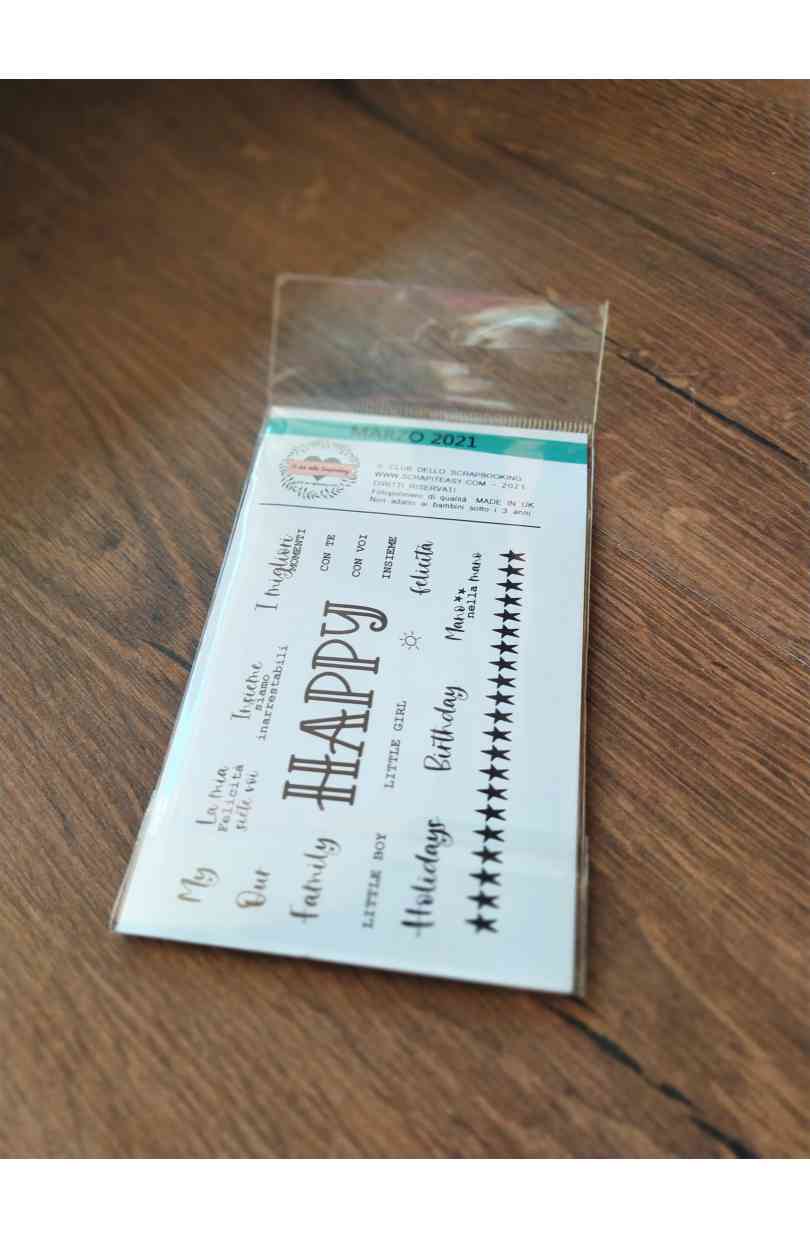 MARZO 2021
© CLUB DELLO SCRAPBOOKING
WWW.SCRAPITEASY.COM - 2021
DIRITTI RISERVATI
Fotopolimero di qualità MADE IN UK
Non adatto ai bambini sotto i 3 anni
My
Our
Family
LITTLE BOY
Holidays
La mia
Felicità
siete voi
HAPPY
LITTLE GIRL
Birthday
Insieme
siamo
inarrestabili
I migliori
MOMENTI
CON TE
CON VOI
INSIEME
felicità
Mano
nella mano